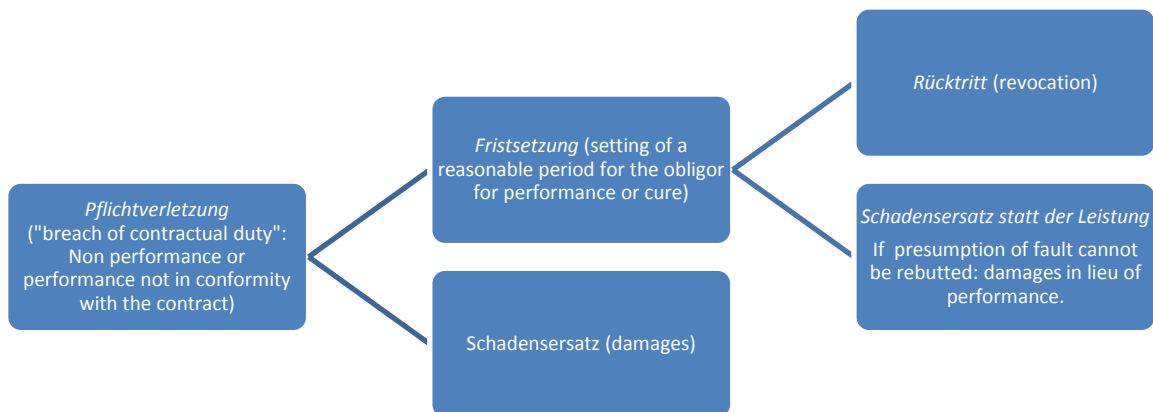 Pflichtverletzung
("breach of contractual duty":
Non performance or
performance not in conformity
with the contract)
Fristsetzung (setting of a
reasonable period for the obligor
for performance or cure)
Schadensersatz (damages)
Rücktritt (revocation)
Schadensersatz statt der Leistung
If presumption of fault cannot
be rebutted: damages in lieu of
performance.